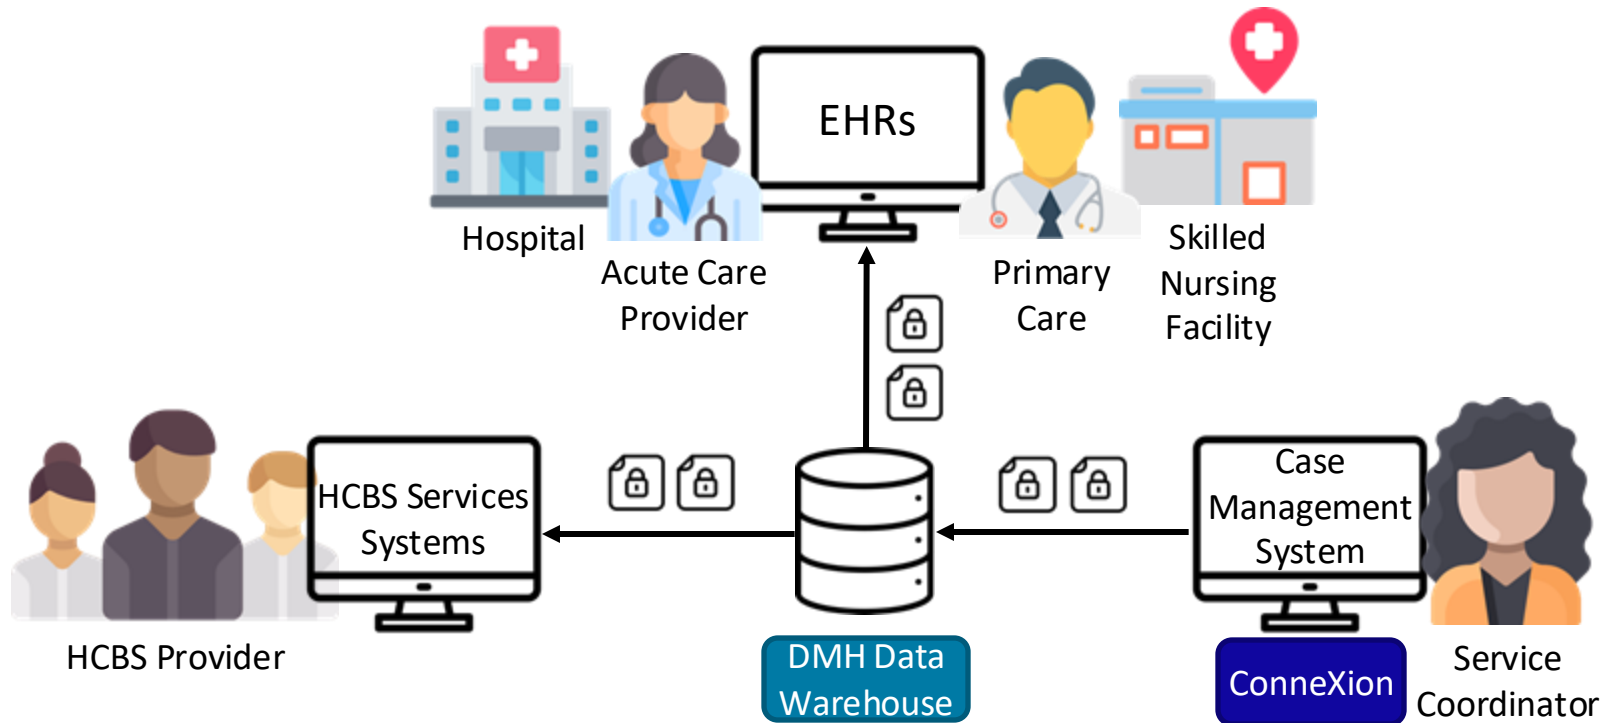 EHRs
Hospital
Acute Care
Provider
Primary
Care
Skilled
Nursing
Facility
HCBS Services
Systems
Case
Management
System
HCBS Provider
DMH Data
Warehouse
ConneXion
Service
Coordinator